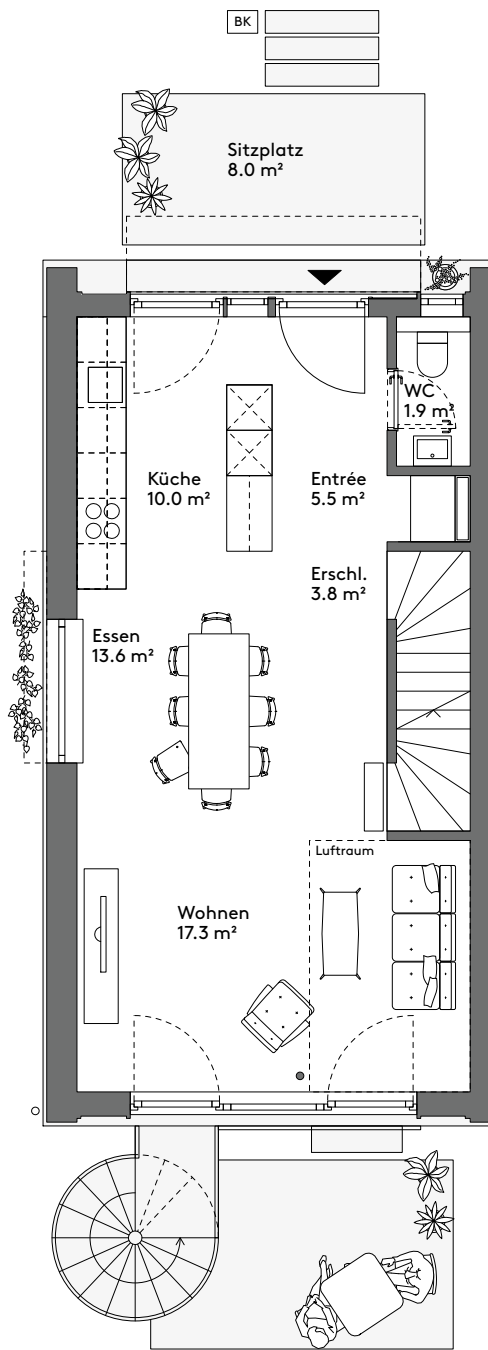 BK
Sitzplatz
8.0 m²
WC
1.9 m²
Küche
10.0 m²
Entrée
5.5 m²
Erschl.
3.8 m²
Essen
13.6 m²
Luftraum
Wohnen
17.3 m²